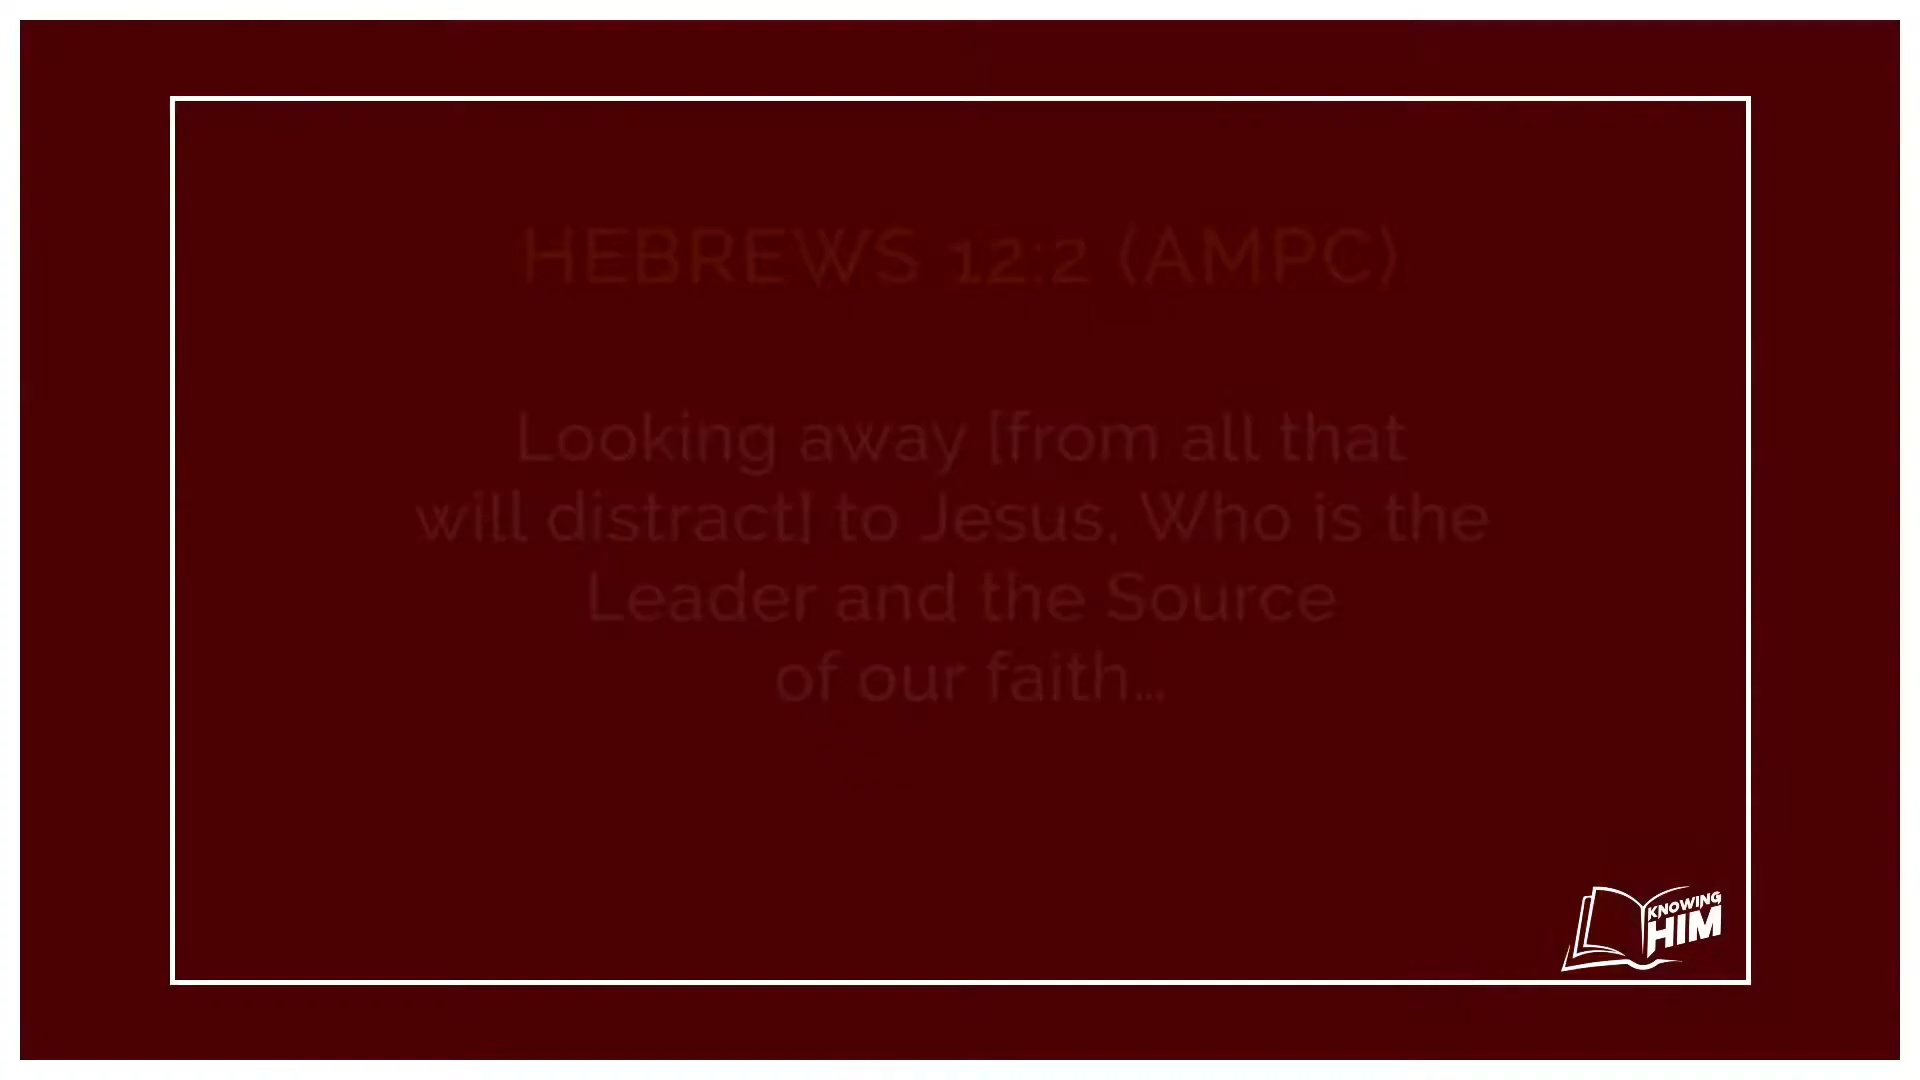 HEBREWS 12:2 (AMPC)
Looking away [from all that
will distract] to Jesus, Who is the
Leader and the Source
of our faith...
KNOWING
HIM